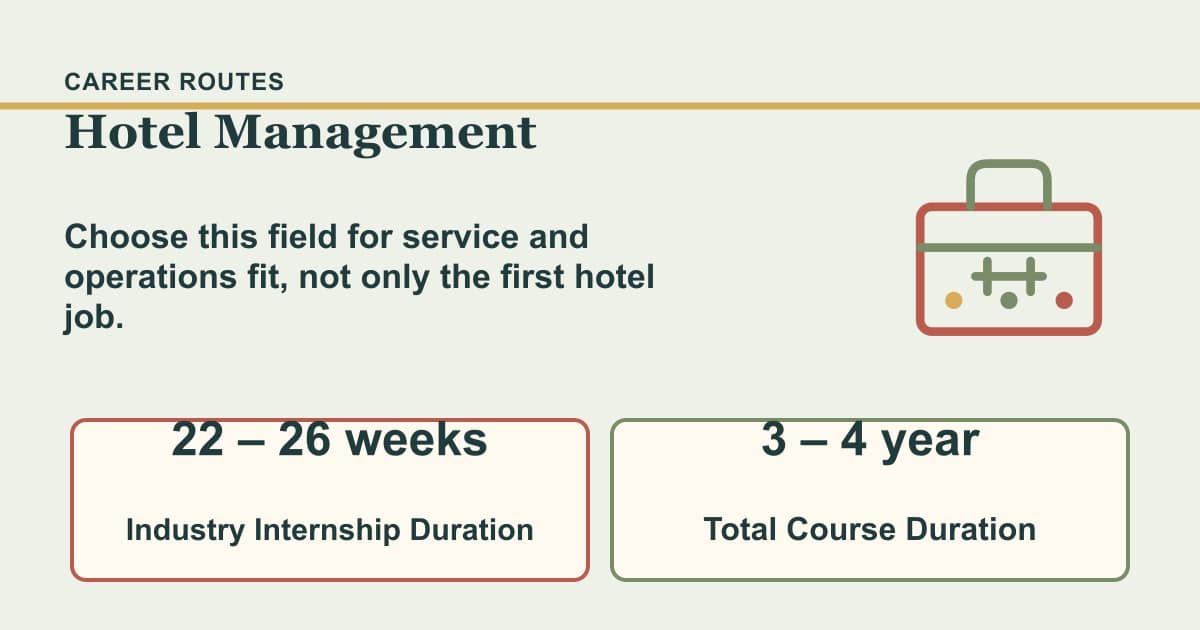 CAREER ROUTES
Hotel Management
Choose this field for service and
operations fit, not only the first hotel
job.
22 – 26 weeks
Industry Internship Duration
3 – 4 year
Total Course Duration